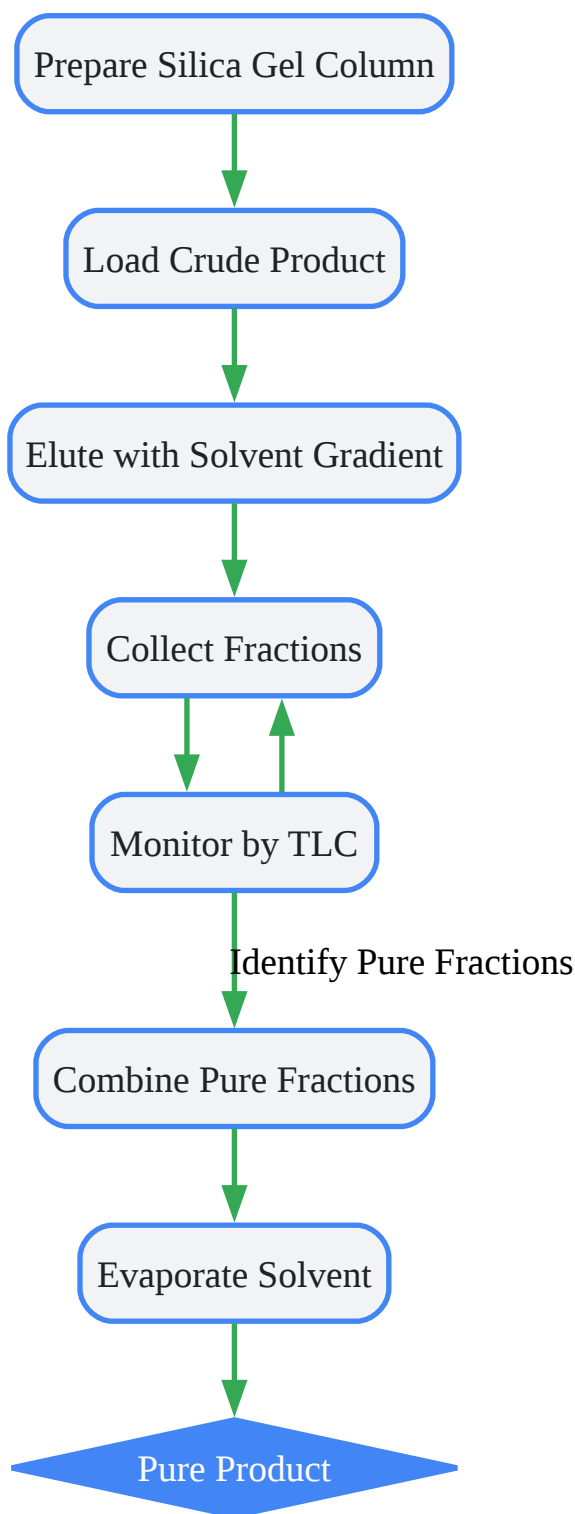 Prepare Silica Gel Column
Load Crude Product
Elute with Solvent Gradient
Collect Fractions
Monitor by TLC
Identify Pure Fractions
Combine Pure Fractions
Evaporate Solvent
Pure Product